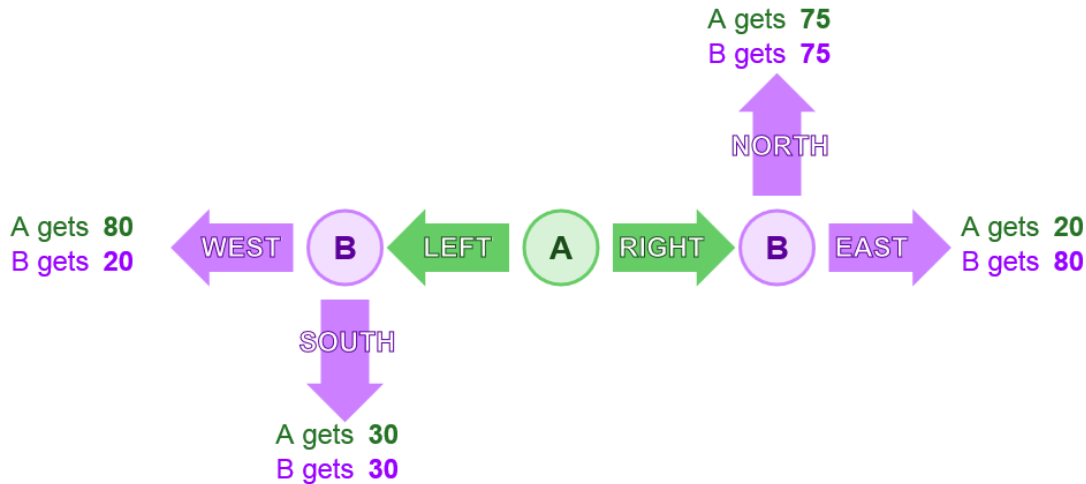 A gets 75
B gets 75
NORTH
A gets 80
B gets 20
WEST
B
LEFT
A
RIGHT
B
EAST
A gets 20
B gets 80
SOUTH
A gets 30
B gets 30